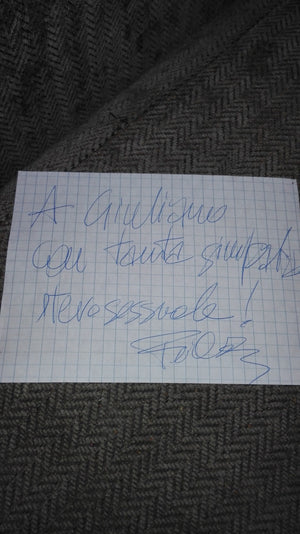 A Giuliano
con tanta simpatia
eterosessuale!